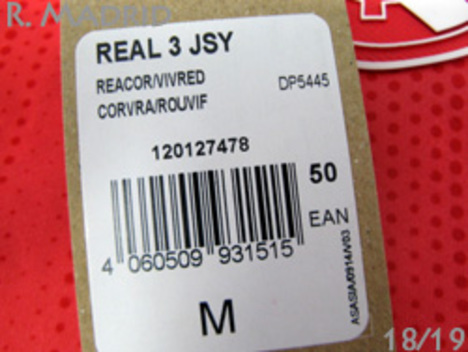 R. MADRID
REAL 3 JSY
REACOR/VIVRED DP5445
CORVRA/ROUVIF
120127478
50
EAN
4 060509 931515
M
ASASIA/0914/V03
18/19